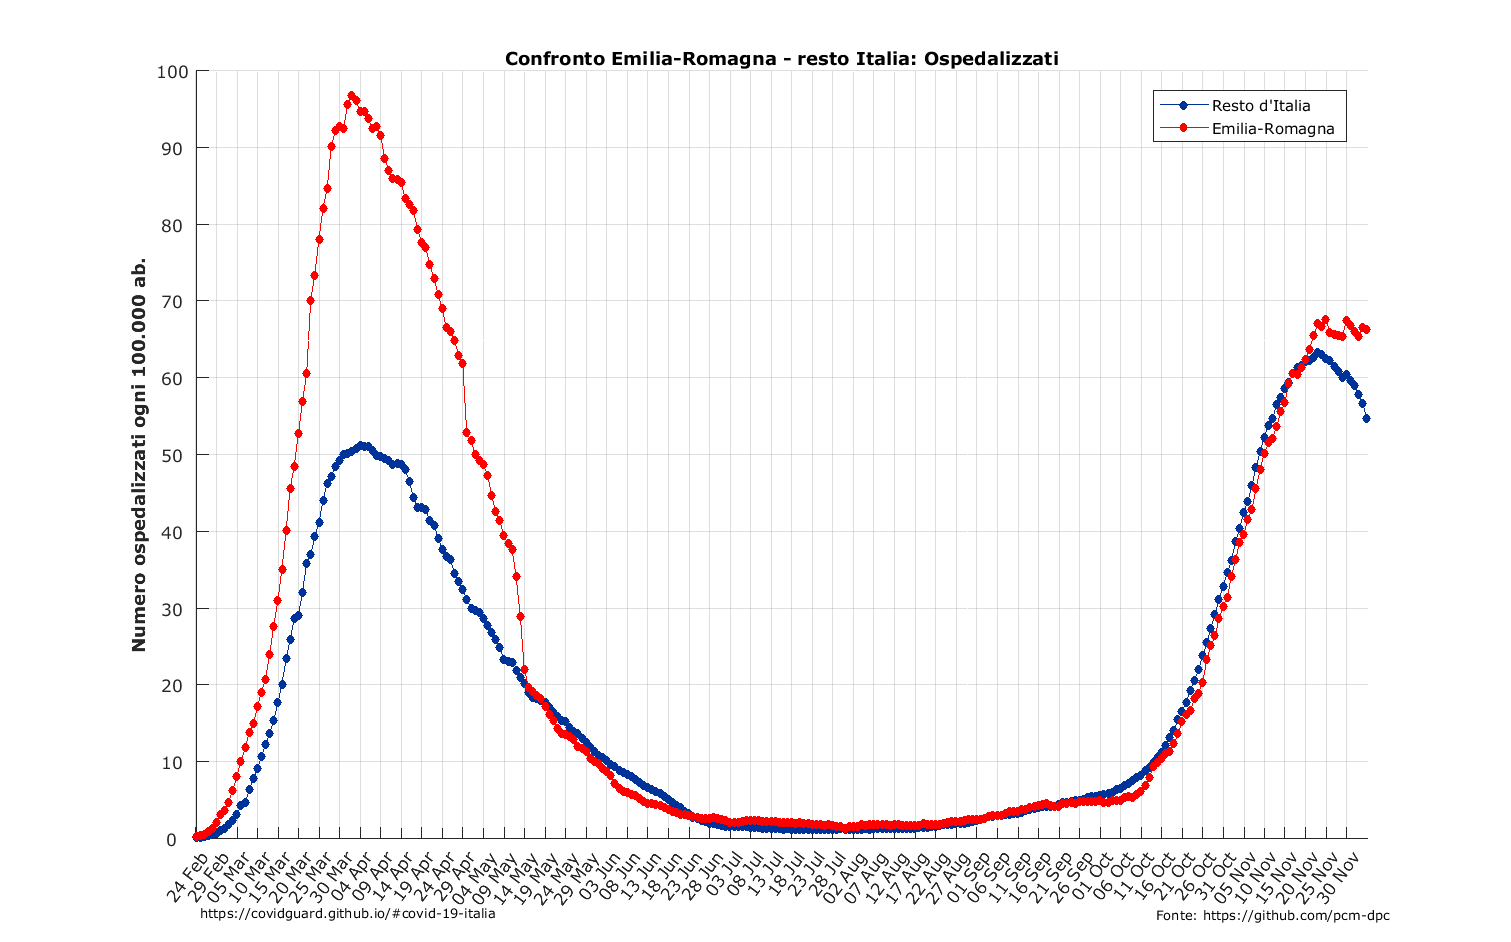 Confronto Emilia-Romagna - resto Italia: Ospedalizzati
Numero ospedalizzati ogni 100.000 ab.
100
90
80
70
60
50
40
30
20
10
0
Resto d'Italia
Emilia-Romagna
24 Feb
29 Feb
05 Mar
10 Mar
15 Mar
20 Mar
25 Mar
30 Mar
04 Apr
09 Apr
14 Apr
19 Apr
24 Apr
29 Apr
04 May
09 May
14 May
19 May
24 May
29 May
03 Jun
08 Jun
13 Jun
18 Jun
23 Jun
28 Jun
03 Jul
08 Jul
13 Jul
18 Jul
23 Jul
28 Jul
02 Aug
07 Aug
12 Aug
17 Aug
22 Aug
27 Aug
01 Sep
06 Sep
11 Sep
16 Sep
21 Sep
26 Sep
01 Oct
06 Oct
11 Oct
16 Oct
21 Oct
26 Oct
31 Oct
05 Nov
10 Nov
15 Nov
20 Nov
25 Nov
30 Nov
https://covidguard.github.io/#covid-19-italia
Fonte: https://github.com/pcm-dpc